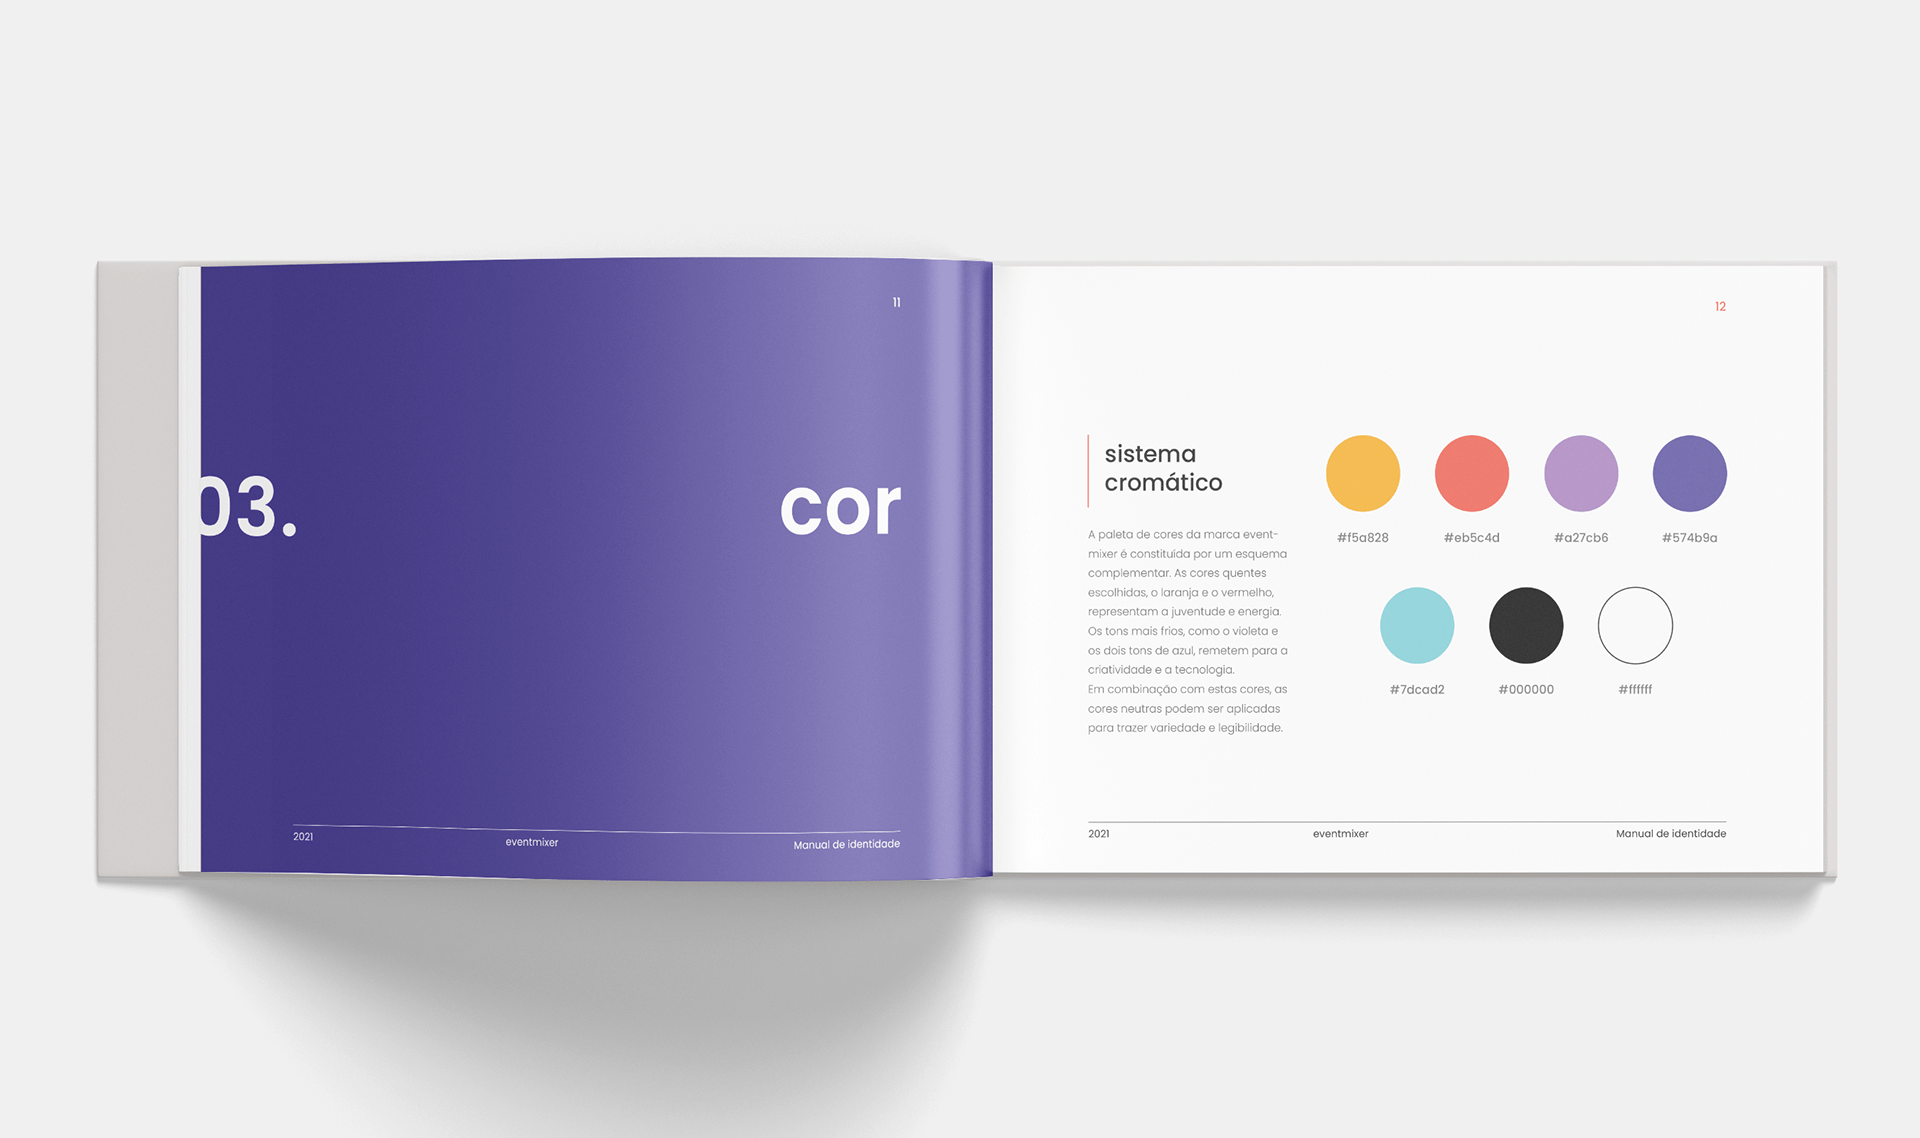 11
03.
cor
2021
eventmixer
Manual de identidade
12
sistema
cromático
A paleta de cores da marca event-
mixer é constituída por um esquema
complementar. As cores quentes
escolhidas, o laranja e o vermelho,
representam a juventude e energia.
Os tons mais frios, como o violeta e
os dois tons de azul, remetem para a
criatividade e a tecnologia.
Em combinação com estas cores, as
cores neutras podem ser aplicadas
para trazer variedade e legibilidade.
#f5a828
#eb5c4d
#a27cb6
#574b9a
#7dcad2
#000000
#ffffff
2021
eventmixer
Manual de identidade